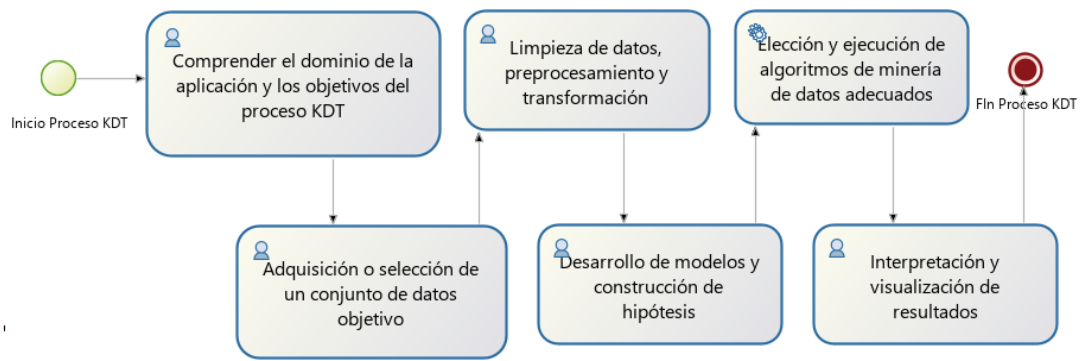 Inicio Proceso KDT
Comprender el dominio de la
aplicación y los objetivos del
proceso KDT
Adquisición o selección de
un conjunto de datos
objetivo
Limpieza de datos,
preprocesamiento y
transformación
Desarrollo de modelos y
construcción de
hipótesis
Elección y ejecución de
algoritmos de minería
de datos adecuados
Interpretación y
visualización de
resultados
FIn Proceso KDT